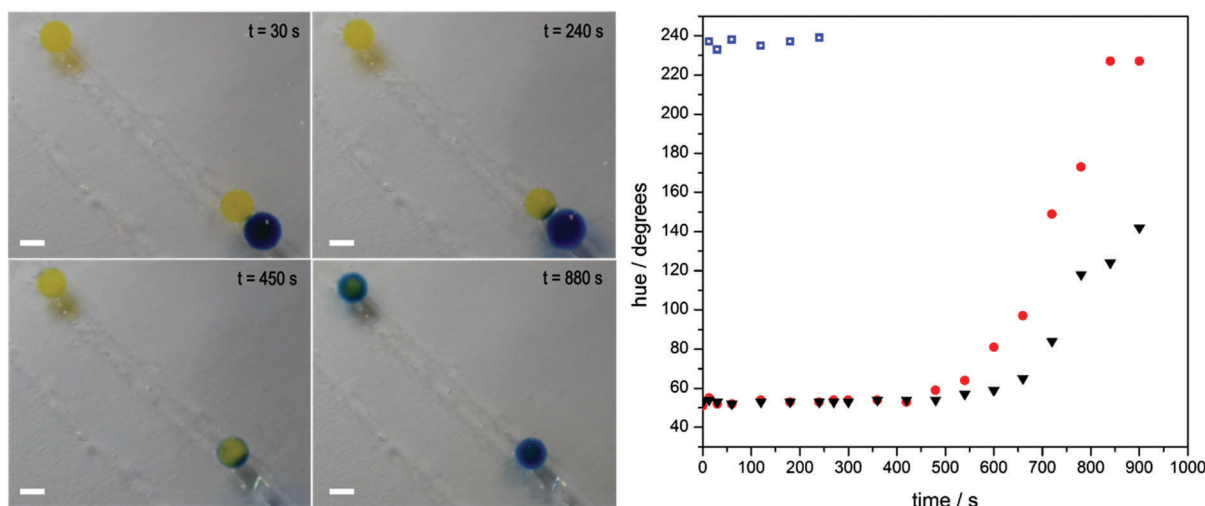 t = 30 s
t = 240 s
t = 450 s
t = 880 s
240
220
200
180
160
140
120
100
80
60
40
hue / degrees
0 100 200 300 400 500 600 700 800 900 1000
time / s